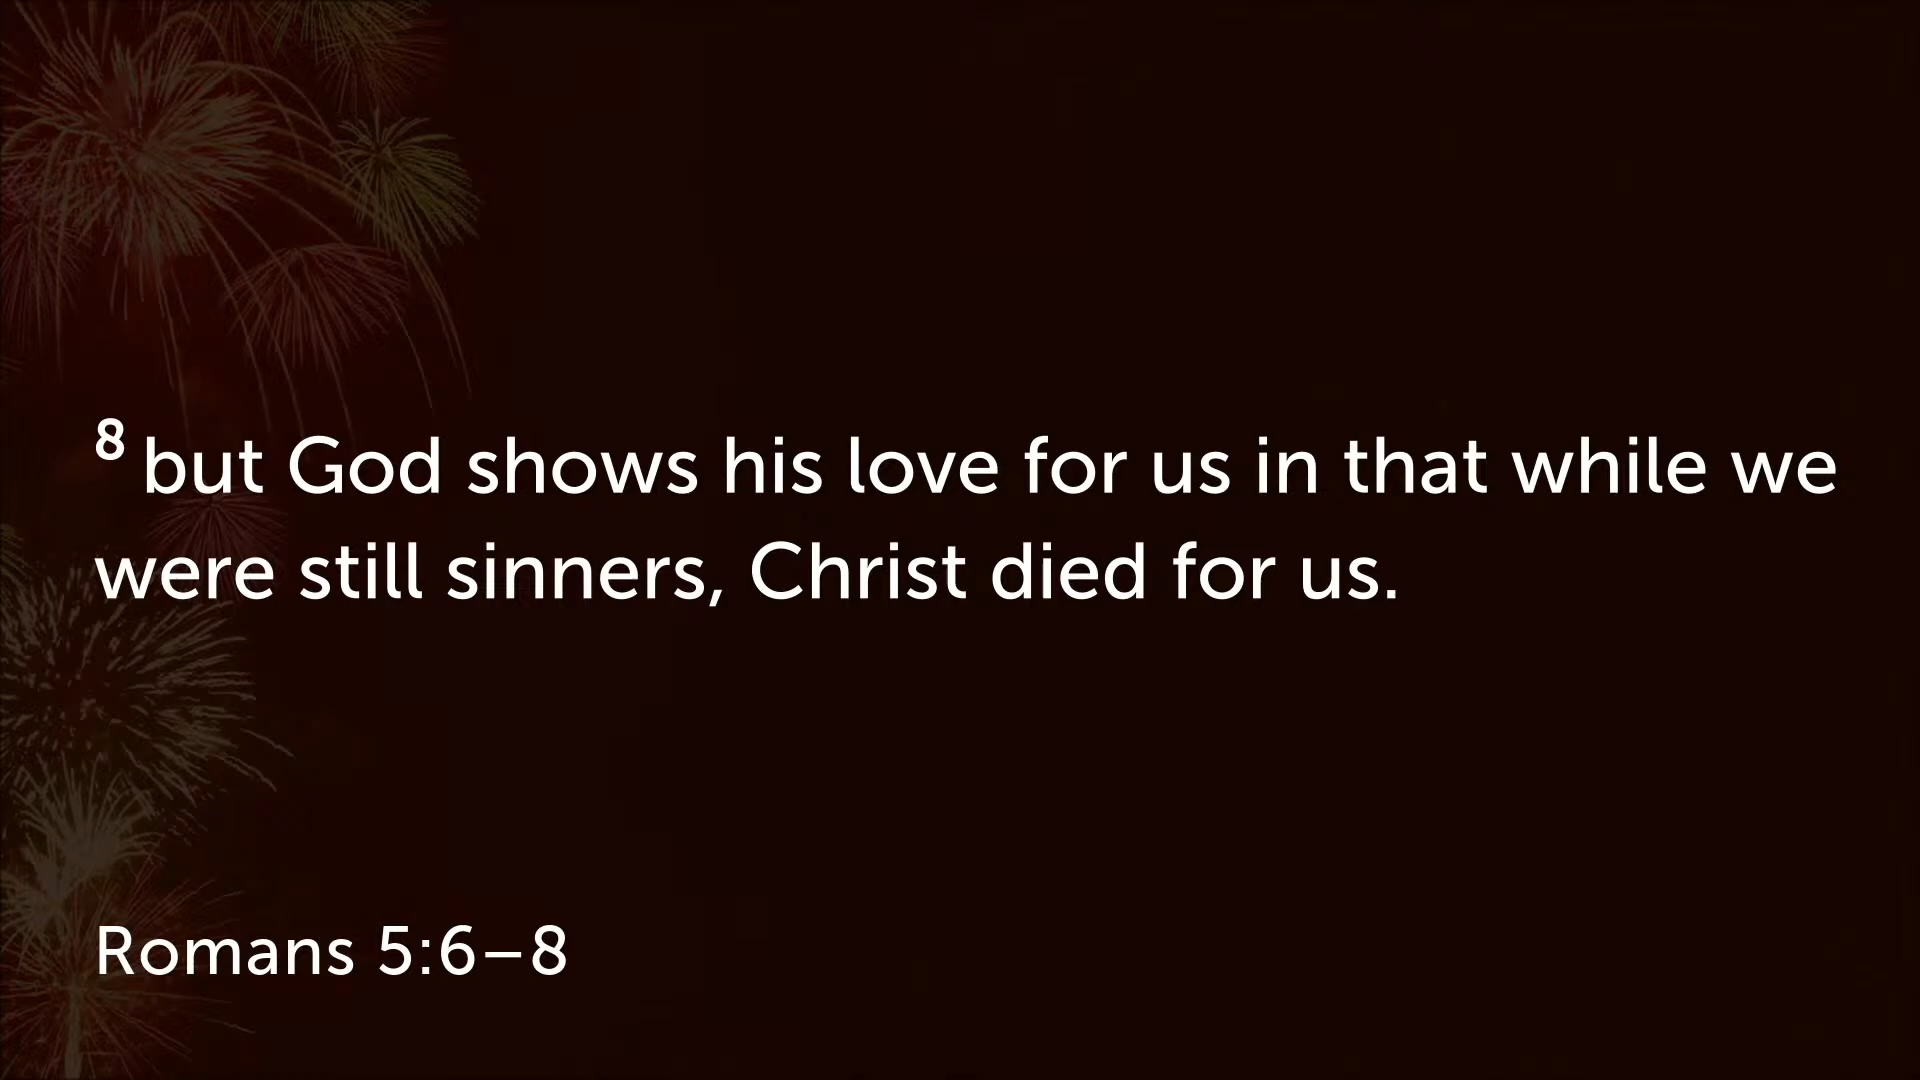 8 but God shows his love for us in that while we
were still sinners, Christ died for us.
Romans 5:6–8